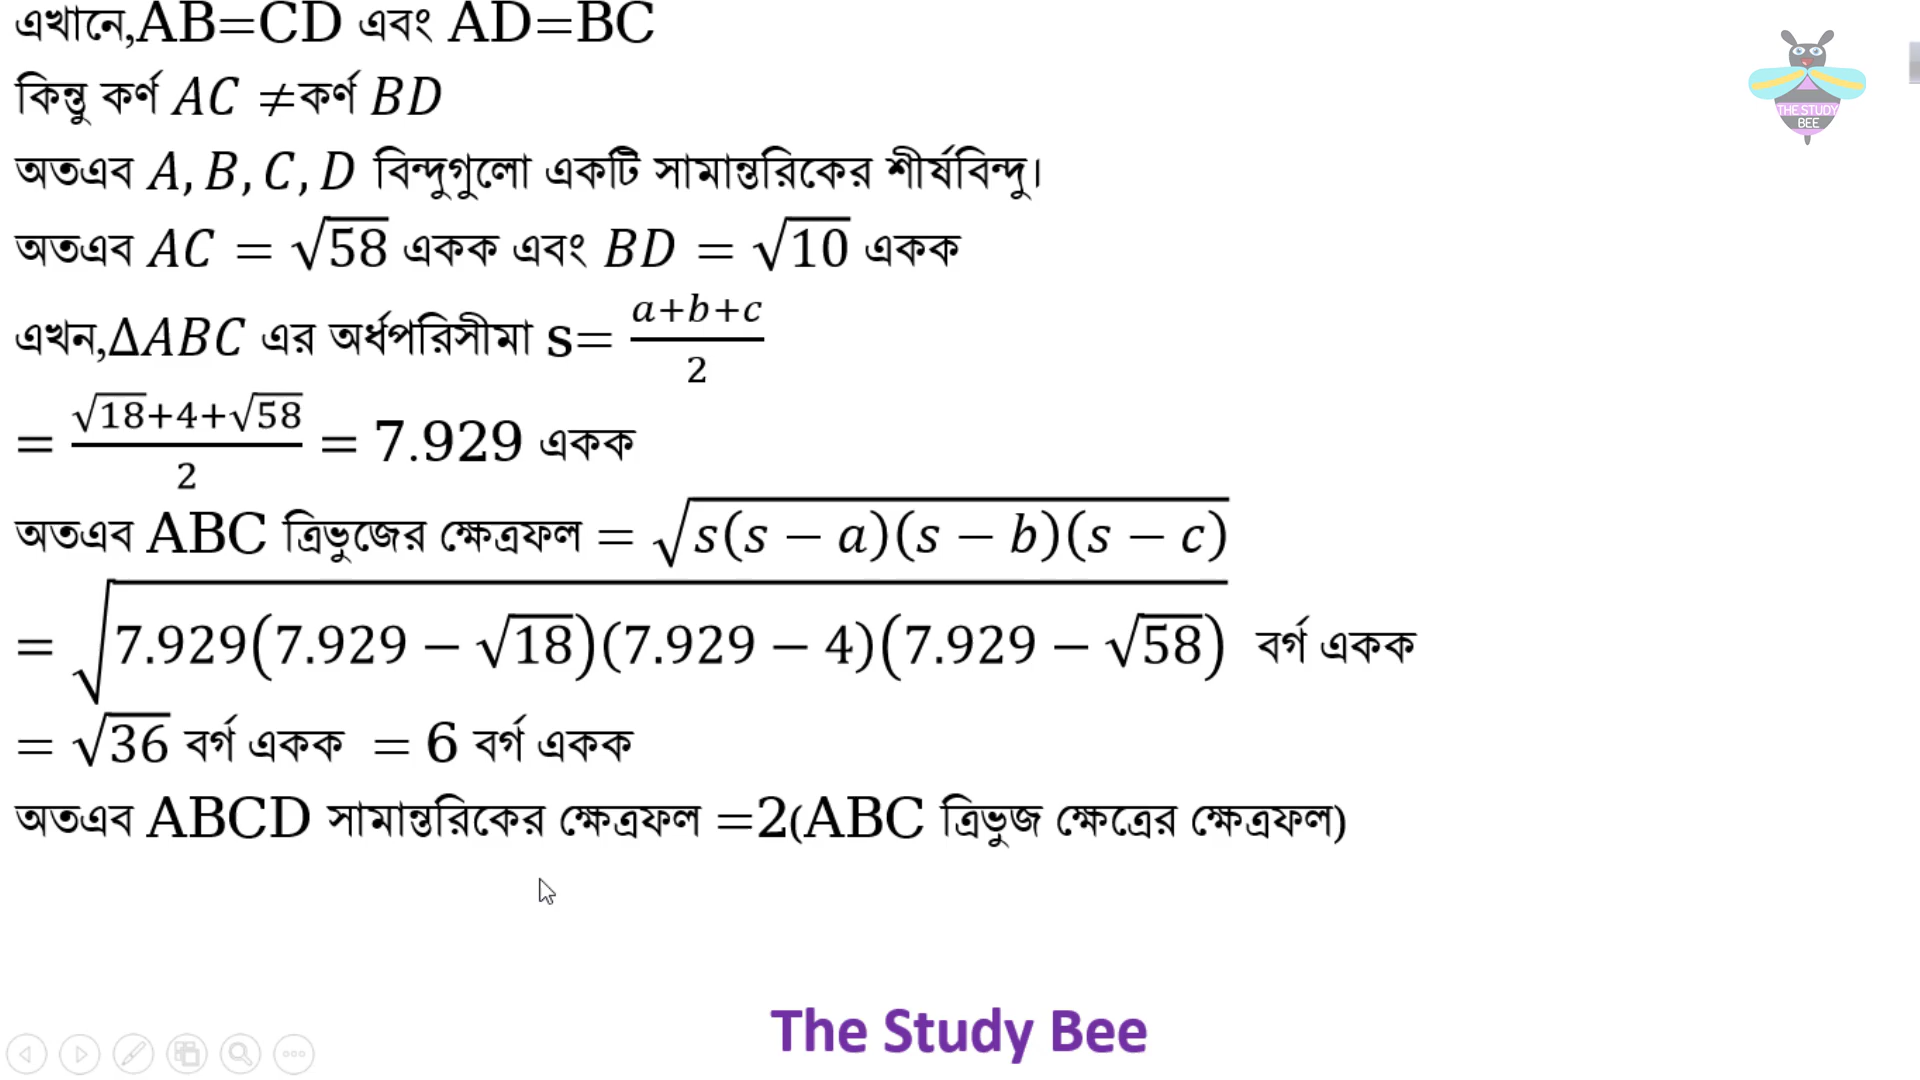 এখানে,AB=CD এবং AD=BC
কিন্তু কর্ণ AC ≠কর্ণ BD
অতএব A, B, C, D বিন্দুগুলো একটি সামান্তরিকের শীর্ষবিন্দু।
অতএব AC = √58 একক এবং BD = √10 একক
এখন,ΔABC এর অর্ধপরিসীমা s= (a+b+c)/2
= (√18+4+√58)/2 = 7.929 একক
অতএব ABC ত্রিভুজের ক্ষেত্রফল = √(s(s − a)(s − b)(s − c))
= √(7.929(7.929 − √18)(7.929 − 4)(7.929 − √58)) বর্গ একক
= √36 বর্গ একক = 6 বর্গ একক
অতএব ABCD সামান্তরিকের ক্ষেত্রফল =2(ABC ত্রিভুজ ক্ষেত্রের ক্ষেত্রফল)
The Study Bee
THE STUDY
BEE